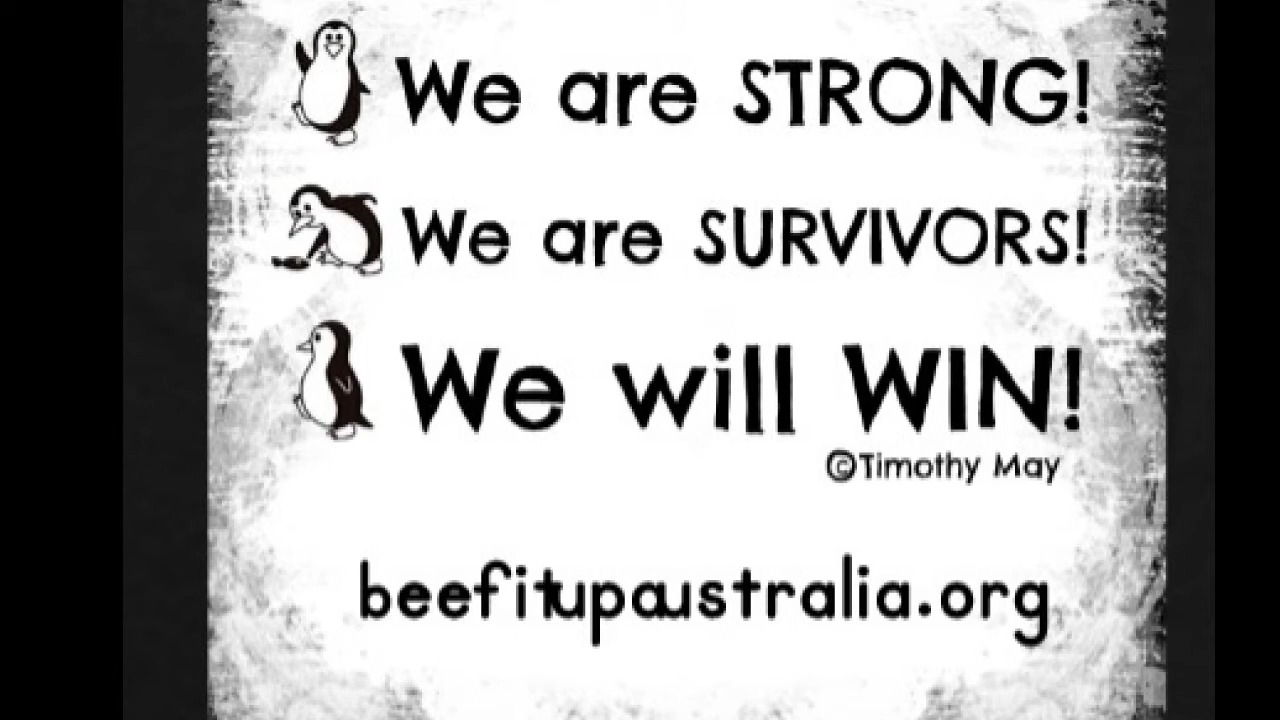 We are STRONG!
We are SURVIVORS!
We will WIN!
©Timothy May
beefitupaustralia.org